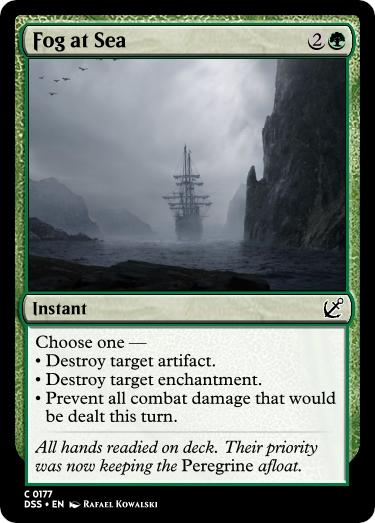 Fog at Sea 2
Instant
Choose one —
• Destroy target artifact.
• Destroy target enchantment.
• Prevent all combat damage that would
be dealt this turn.
All hands readied on deck. Their priority
was now keeping the Peregrine afloat.
C 0177
DSS • EN Rafael Kowalski